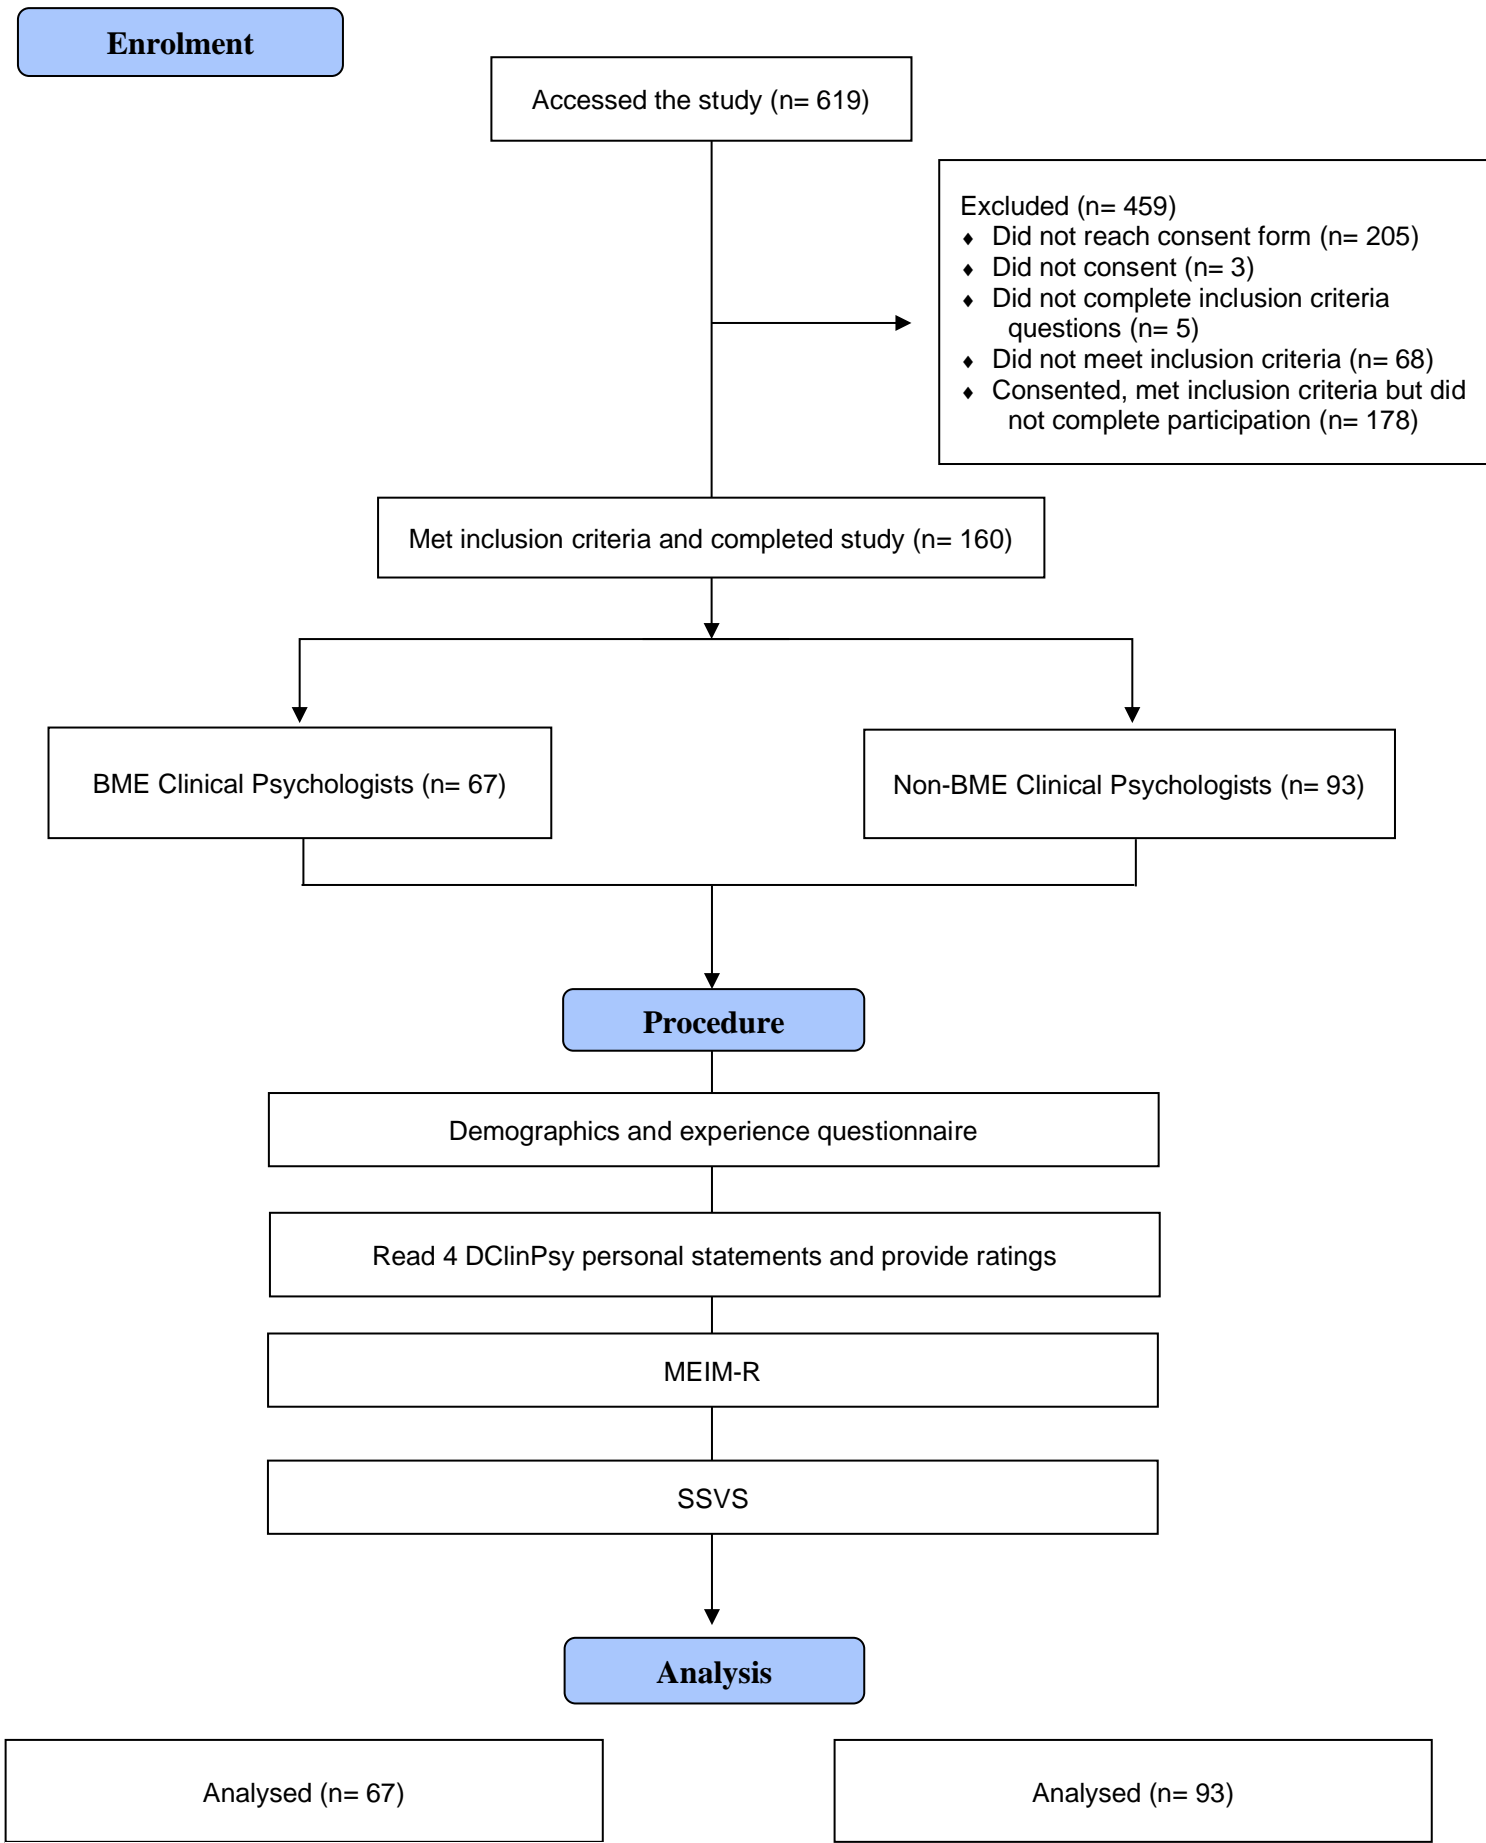 Enrolment
Accessed the study (n= 619)
Excluded (n= 459)
♦ Did not reach consent form (n= 205)
♦ Did not consent (n= 3)
♦ Did not complete inclusion criteria
questions (n= 5)
♦ Did not meet inclusion criteria (n= 68)
♦ Consented, met inclusion criteria but did
not complete participation (n= 178)
Met inclusion criteria and completed study (n= 160)
BME Clinical Psychologists (n= 67)
Non-BME Clinical Psychologists (n= 93)
Procedure
Demographics and experience questionnaire
Read 4 DClinPsy personal statements and provide ratings
MEIM-R
SSVS
Analysis
Analysed (n= 67)
Analysed (n= 93)